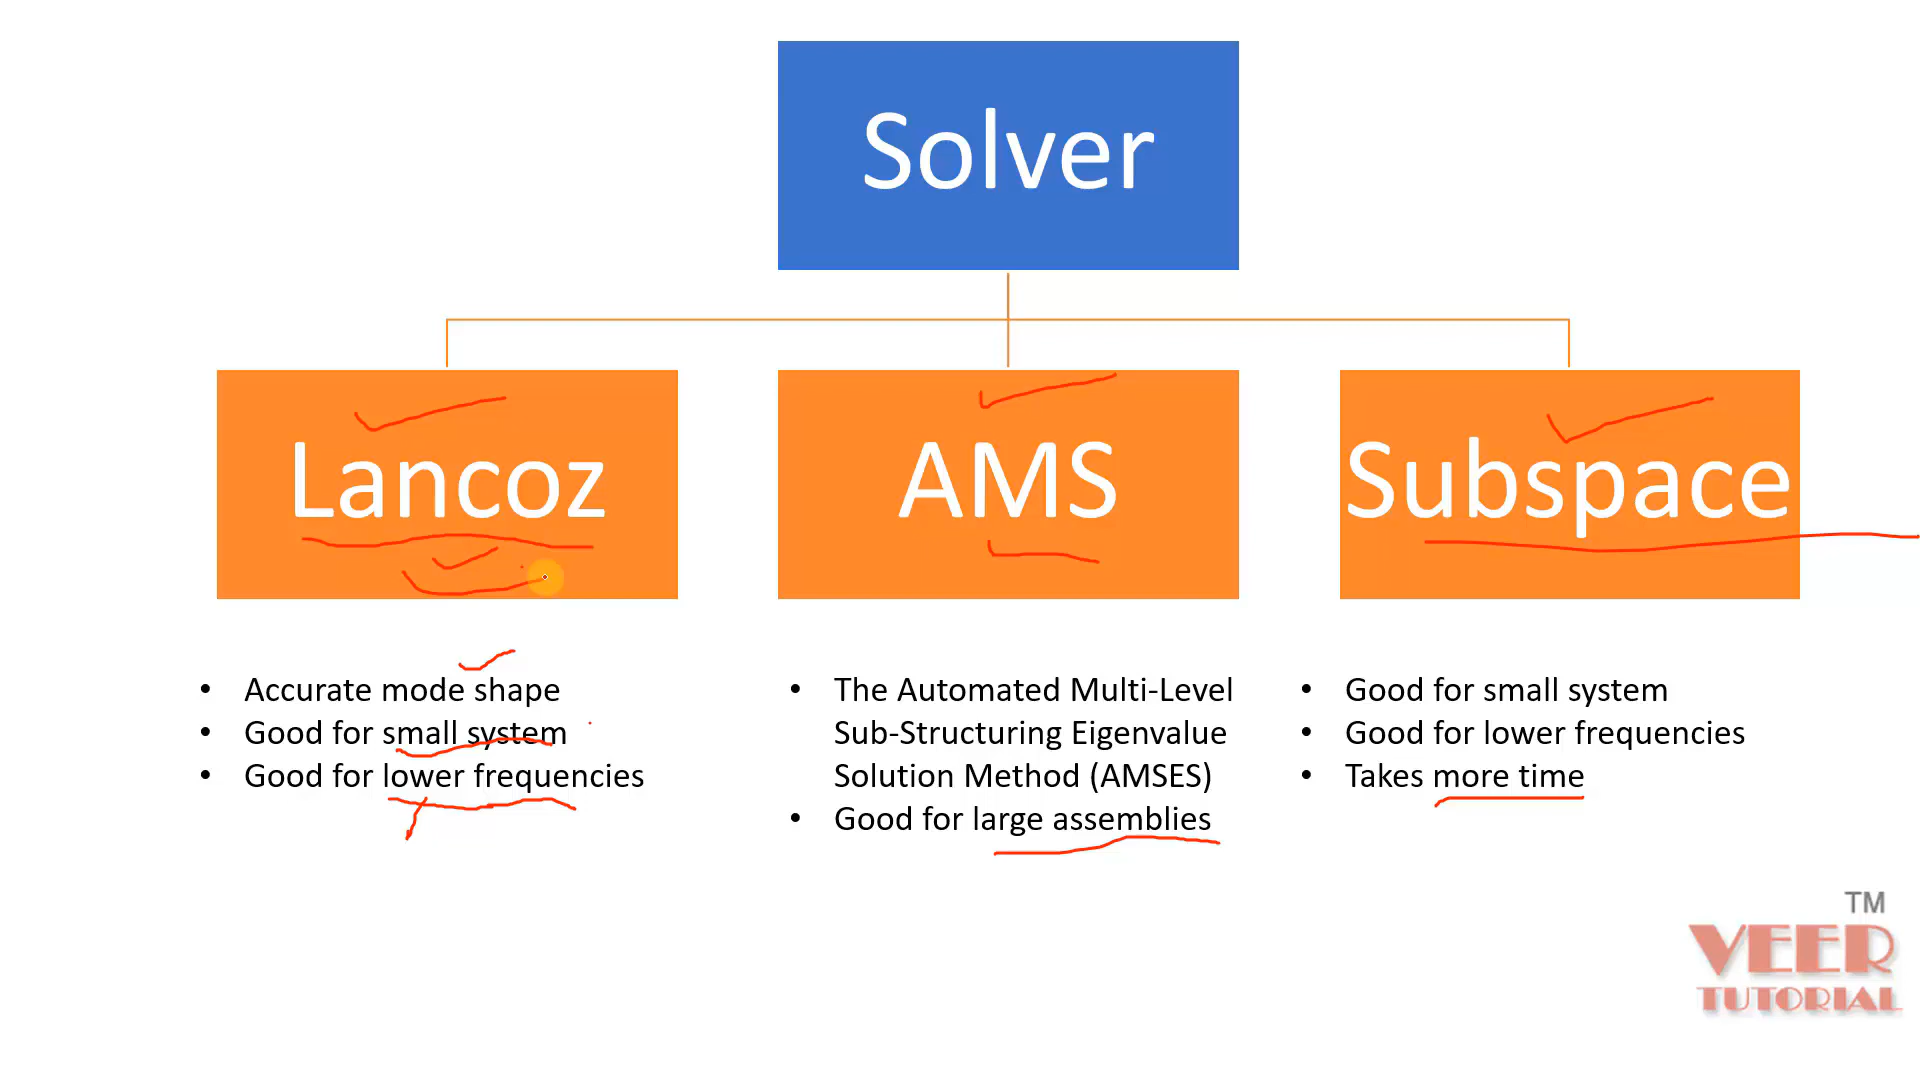 Solver
Lancoz
AMS
Subspace
• Accurate mode shape
• Good for small system
• Good for lower frequencies
• The Automated Multi-Level
Sub-Structuring Eigenvalue
Solution Method (AMSES)
• Good for large assemblies
• Good for small system
• Good for lower frequencies
• Takes more time
TM
VEER
TUTORIAL